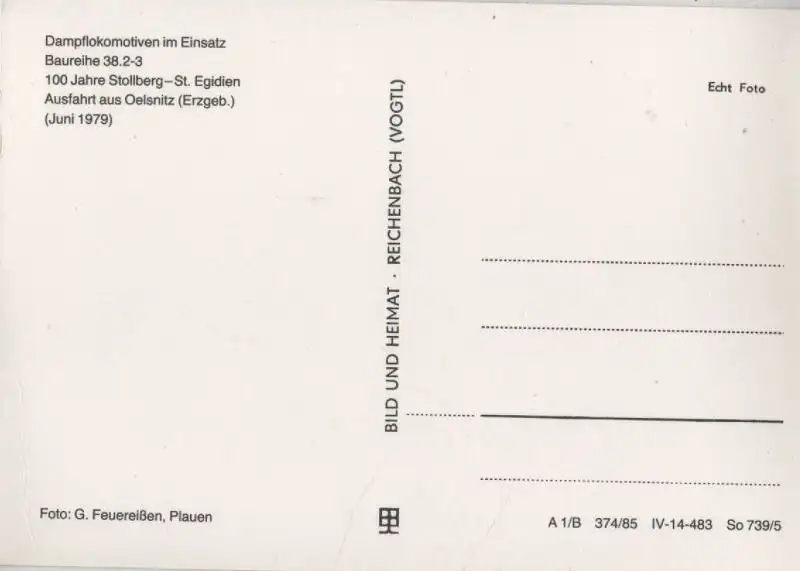 Dampflokomotiven im Einsatz
Baureihe 38.2-3
100 Jahre Stollberg–St. Egidien
Ausfahrt aus Oelsnitz (Erzgeb.)
(Juni 1979)
Echt Foto
BILD UND HEIMAT · REICHENBACH (VOGTL)
Foto: G. Feuereißen, Plauen
A 1/B 374/85 IV-14-483 So 739/5